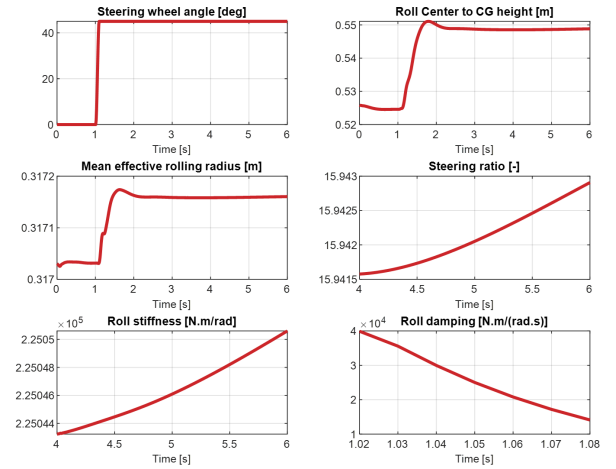 Steering wheel angle [deg]
40
20
0
0 1 2 3 4 5 6
Time [s]
Roll Center to CG height [m]
0.55
0.54
0.53
0.52
0 1 2 3 4 5 6
Time [s]
Mean effective rolling radius [m]
0.3172
0.3171
0.317
0 1 2 3 4 5 6
Time [s]
Steering ratio [-]
15.943
15.9425
15.942
15.9415
4 4.5 5 5.5 6
Time [s]
×10⁵ Roll stiffness [N.m/rad]
2.2505
2.25048
2.25046
2.25044
4 4.5 5 5.5 6
Time [s]
×10⁴ Roll damping [N.m/(rad.s)]
4
3
2
1
1.02 1.03 1.04 1.05 1.06 1.07 1.08
Time [s]